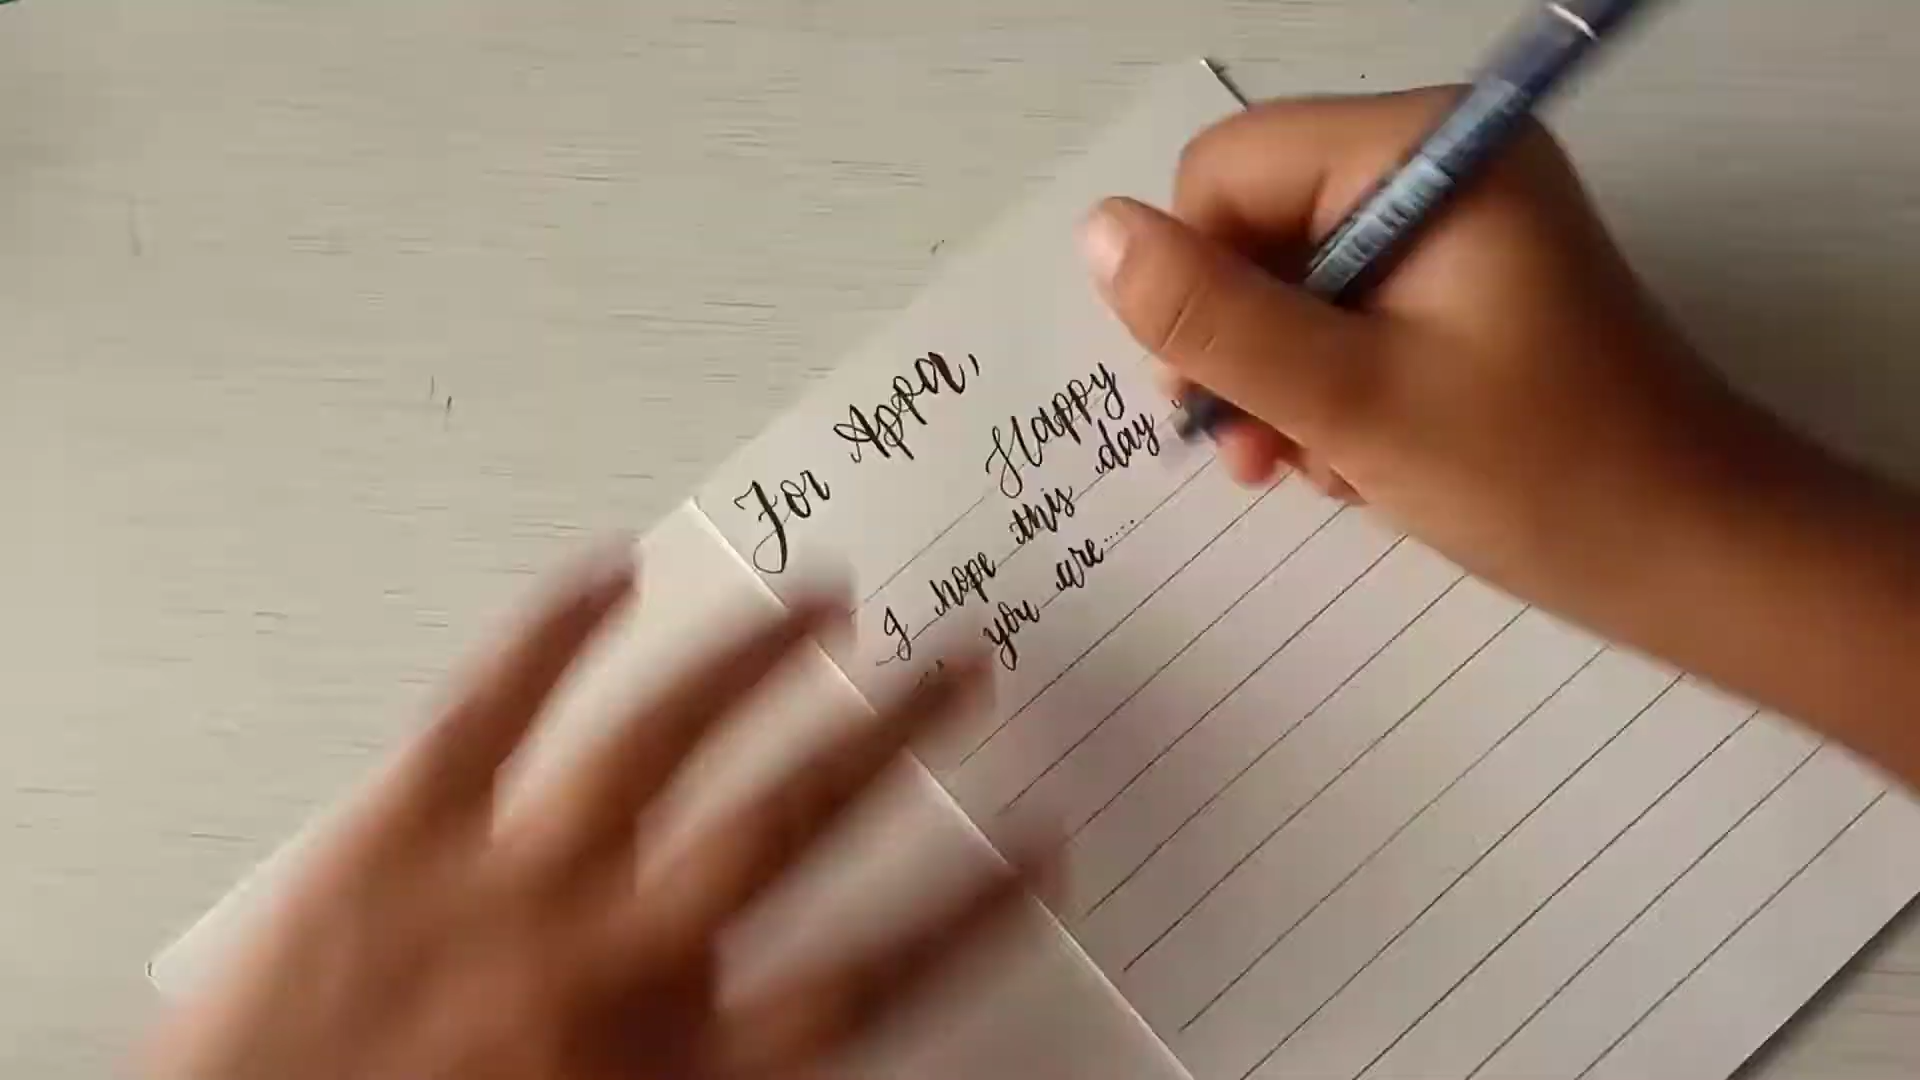 For Appa,
Happy
I hope this day
you are.....